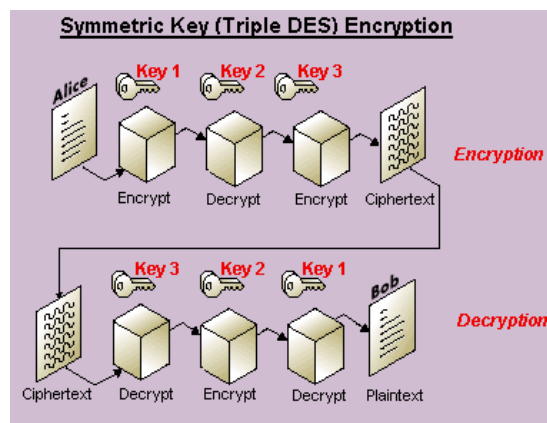 Symmetric Key (Triple DES) Encryption
Alice
Key 1 Key 2 Key 3
Encryption
Encrypt Decrypt Encrypt Ciphertext
Key 3 Key 2 Key 1
Bob
Decryption
Ciphertext Decrypt Encrypt Decrypt Plaintext